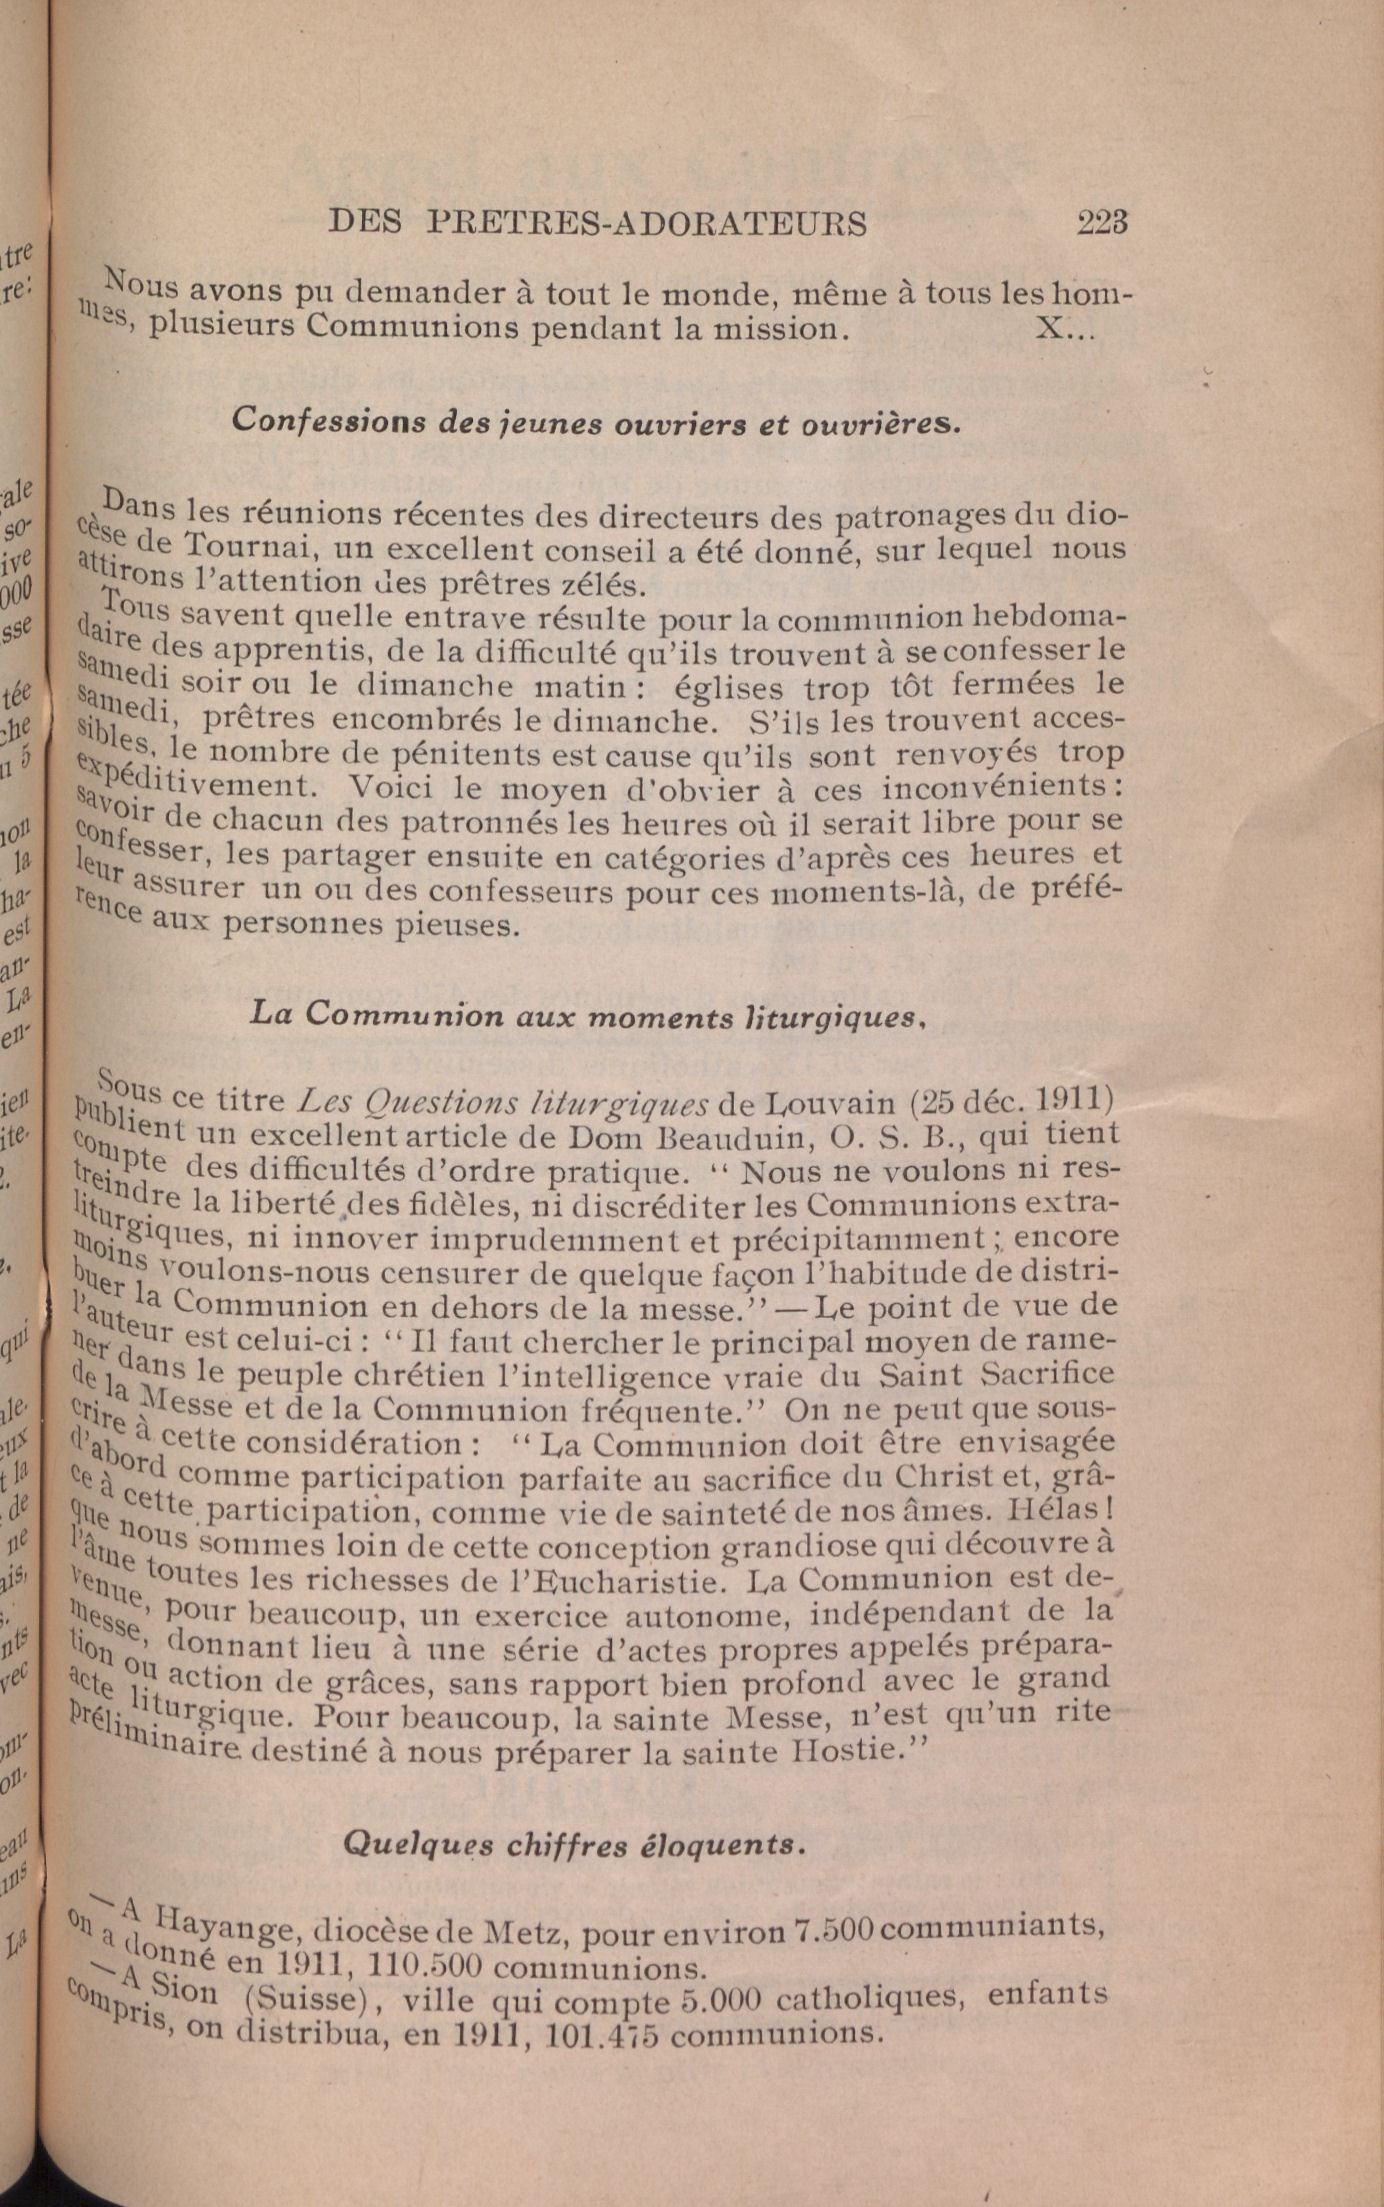 DES PRETRES-ADORATEURS 223
Nous avons pu demander à tout le monde, même à tous les hom-
mes, plusieurs Communions pendant la mission. X...
Confessions des jeunes ouvriers et ouvrières.
Dans les réunions récentes des directeurs des patronages du dio-
cèse de Tournai, un excellent conseil a été donné, sur lequel nous
attirons l'attention des prêtres zélés.
Tous savent quelle entrave résulte pour la communion hebdoma-
daire des apprentis, de la difficulté qu'ils trouvent à se confesser le
samedi soir ou le dimanche matin : églises trop tôt fermées le
samedi, prêtres encombrés le dimanche. S'ils les trouvent acces-
sibles, le nombre de pénitents est cause qu'ils sont renvoyés trop
expéditivement. Voici le moyen d'obvier à ces inconvénients :
savoir de chacun des patronnés les heures où il serait libre pour se
confesser, les partager ensuite en catégories d'après ces heures et
leur assurer un ou des confesseurs pour ces moments-là, de préfé-
rence aux personnes pieuses.
La Communion aux moments liturgiques.
Sous ce titre Les Questions liturgiques de Louvain (25 déc. 1911)
publient un excellent article de Dom Beauduin, O. S. B., qui tient
compte des difficultés d'ordre pratique. “ Nous ne voulons ni res-
treindre la liberté des fidèles, ni discréditer les Communions extra-
liturgiques, ni innover imprudemment et précipitamment ; encore
moins voulons-nous censurer de quelque façon l'habitude de distri-
buer la Communion en dehors de la messe.” — Le point de vue de
l'auteur est celui-ci : “ Il faut chercher le principal moyen de rame-
ner dans le peuple chrétien l'intelligence vraie du Saint Sacrifice
de la Messe et de la Communion fréquente.” On ne peut que sous-
crire à cette considération : “ La Communion doit être envisagée
d'abord comme participation parfaite au sacrifice du Christ et, grâ-
ce à cette participation, comme vie de sainteté de nos âmes. Hélas !
que nous sommes loin de cette conception grandiose qui découvre à
l'âme toutes les richesses de l'Eucharistie. La Communion est de-
venue, pour beaucoup, un exercice autonome, indépendant de la
messe, donnant lieu à une série d'actes propres appelés prépara-
tion ou action de grâces, sans rapport bien profond avec le grand
acte liturgique. Pour beaucoup, la sainte Messe, n'est qu'un rite
préliminaire destiné à nous préparer la sainte Hostie.”
Quelques chiffres éloquents.
— A Hayange, diocèse de Metz, pour environ 7.500 communiants,
on a donné en 1911, 110.500 communions.
— A Sion (Suisse), ville qui compte 5.000 catholiques, enfants
compris, on distribua, en 1911, 101.475 communions.